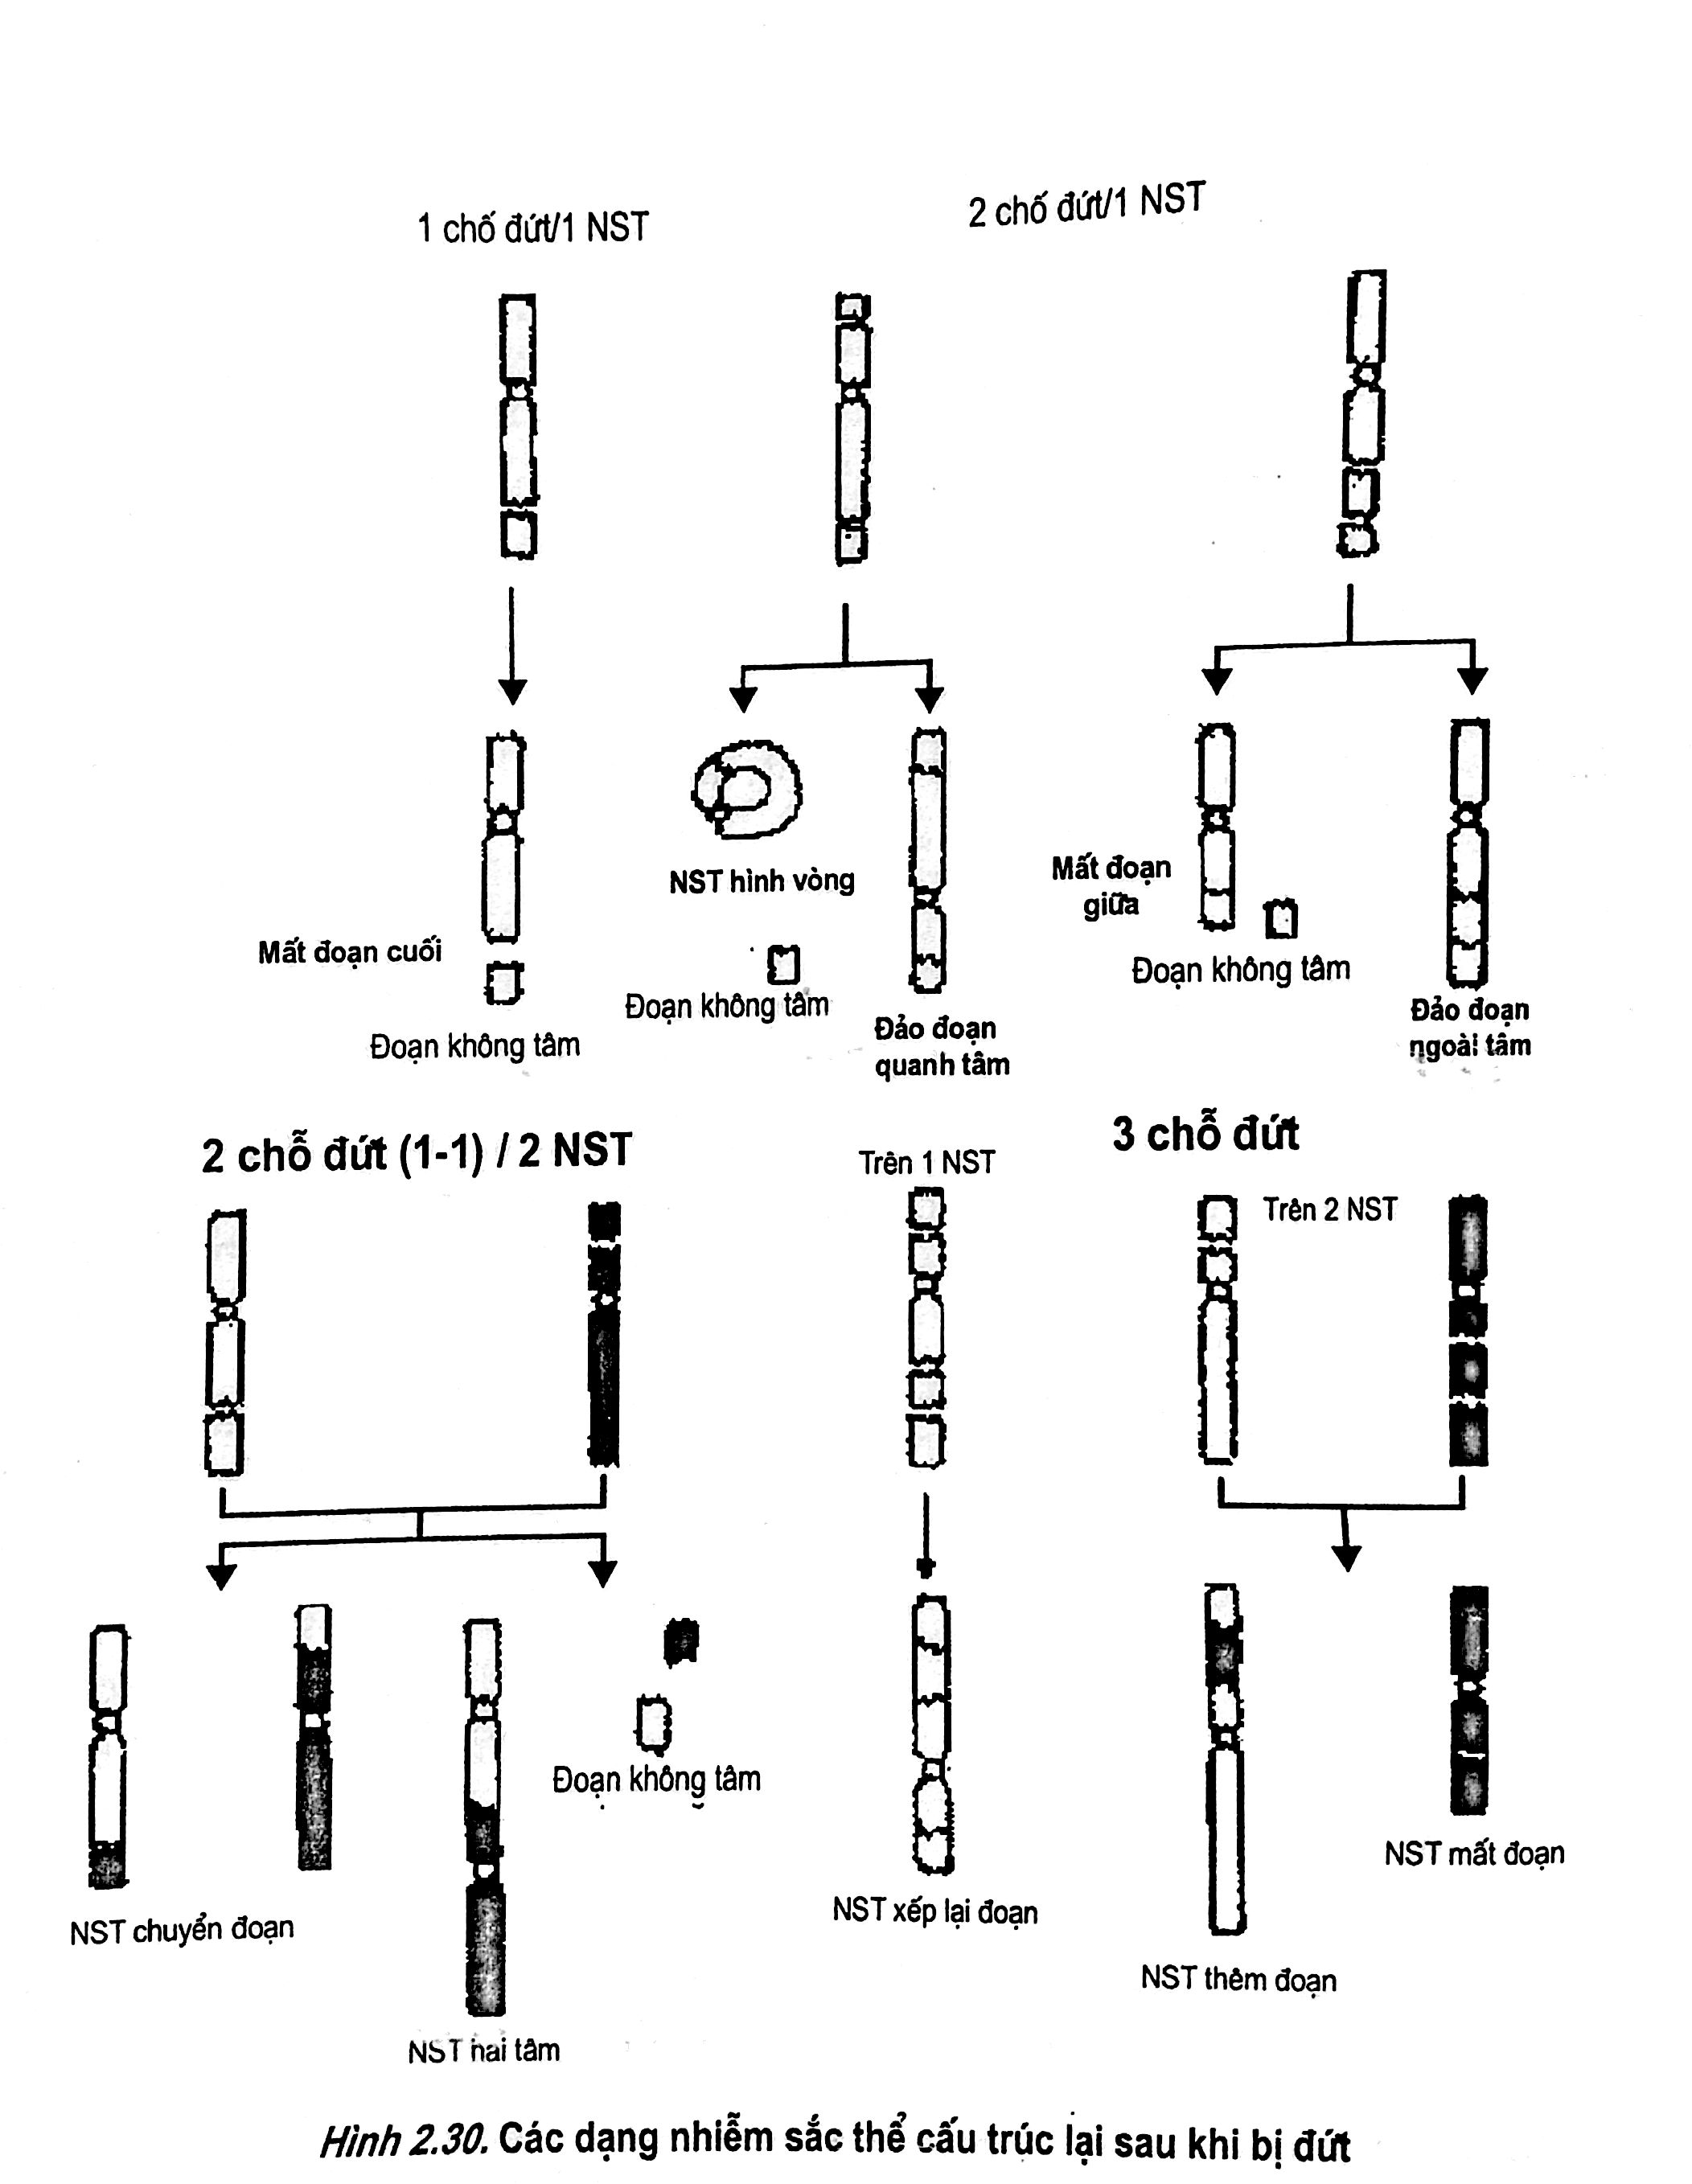 1 chố đứt/1 NST
2 chố đứt/1 NST
NST hình vòng
Mất đoạn
giữa
Mất đoạn cuối
Đoạn không tâm
Đoạn không tâm
Đoạn không tâm
Đảo đoạn
quanh tâm
Đảo đoạn
ngoài tâm
2 chỗ đứt (1-1) / 2 NST
3 chỗ đứt
Trên 1 NST
Trên 2 NST
Đoạn không tâm
NST chuyển đoạn
NST hai tâm
NST xếp lại đoạn
NST mất đoạn
NST thêm đoạn
Hình 2.30. Các dạng nhiễm sắc thể cấu trúc lại sau khi bị đứt